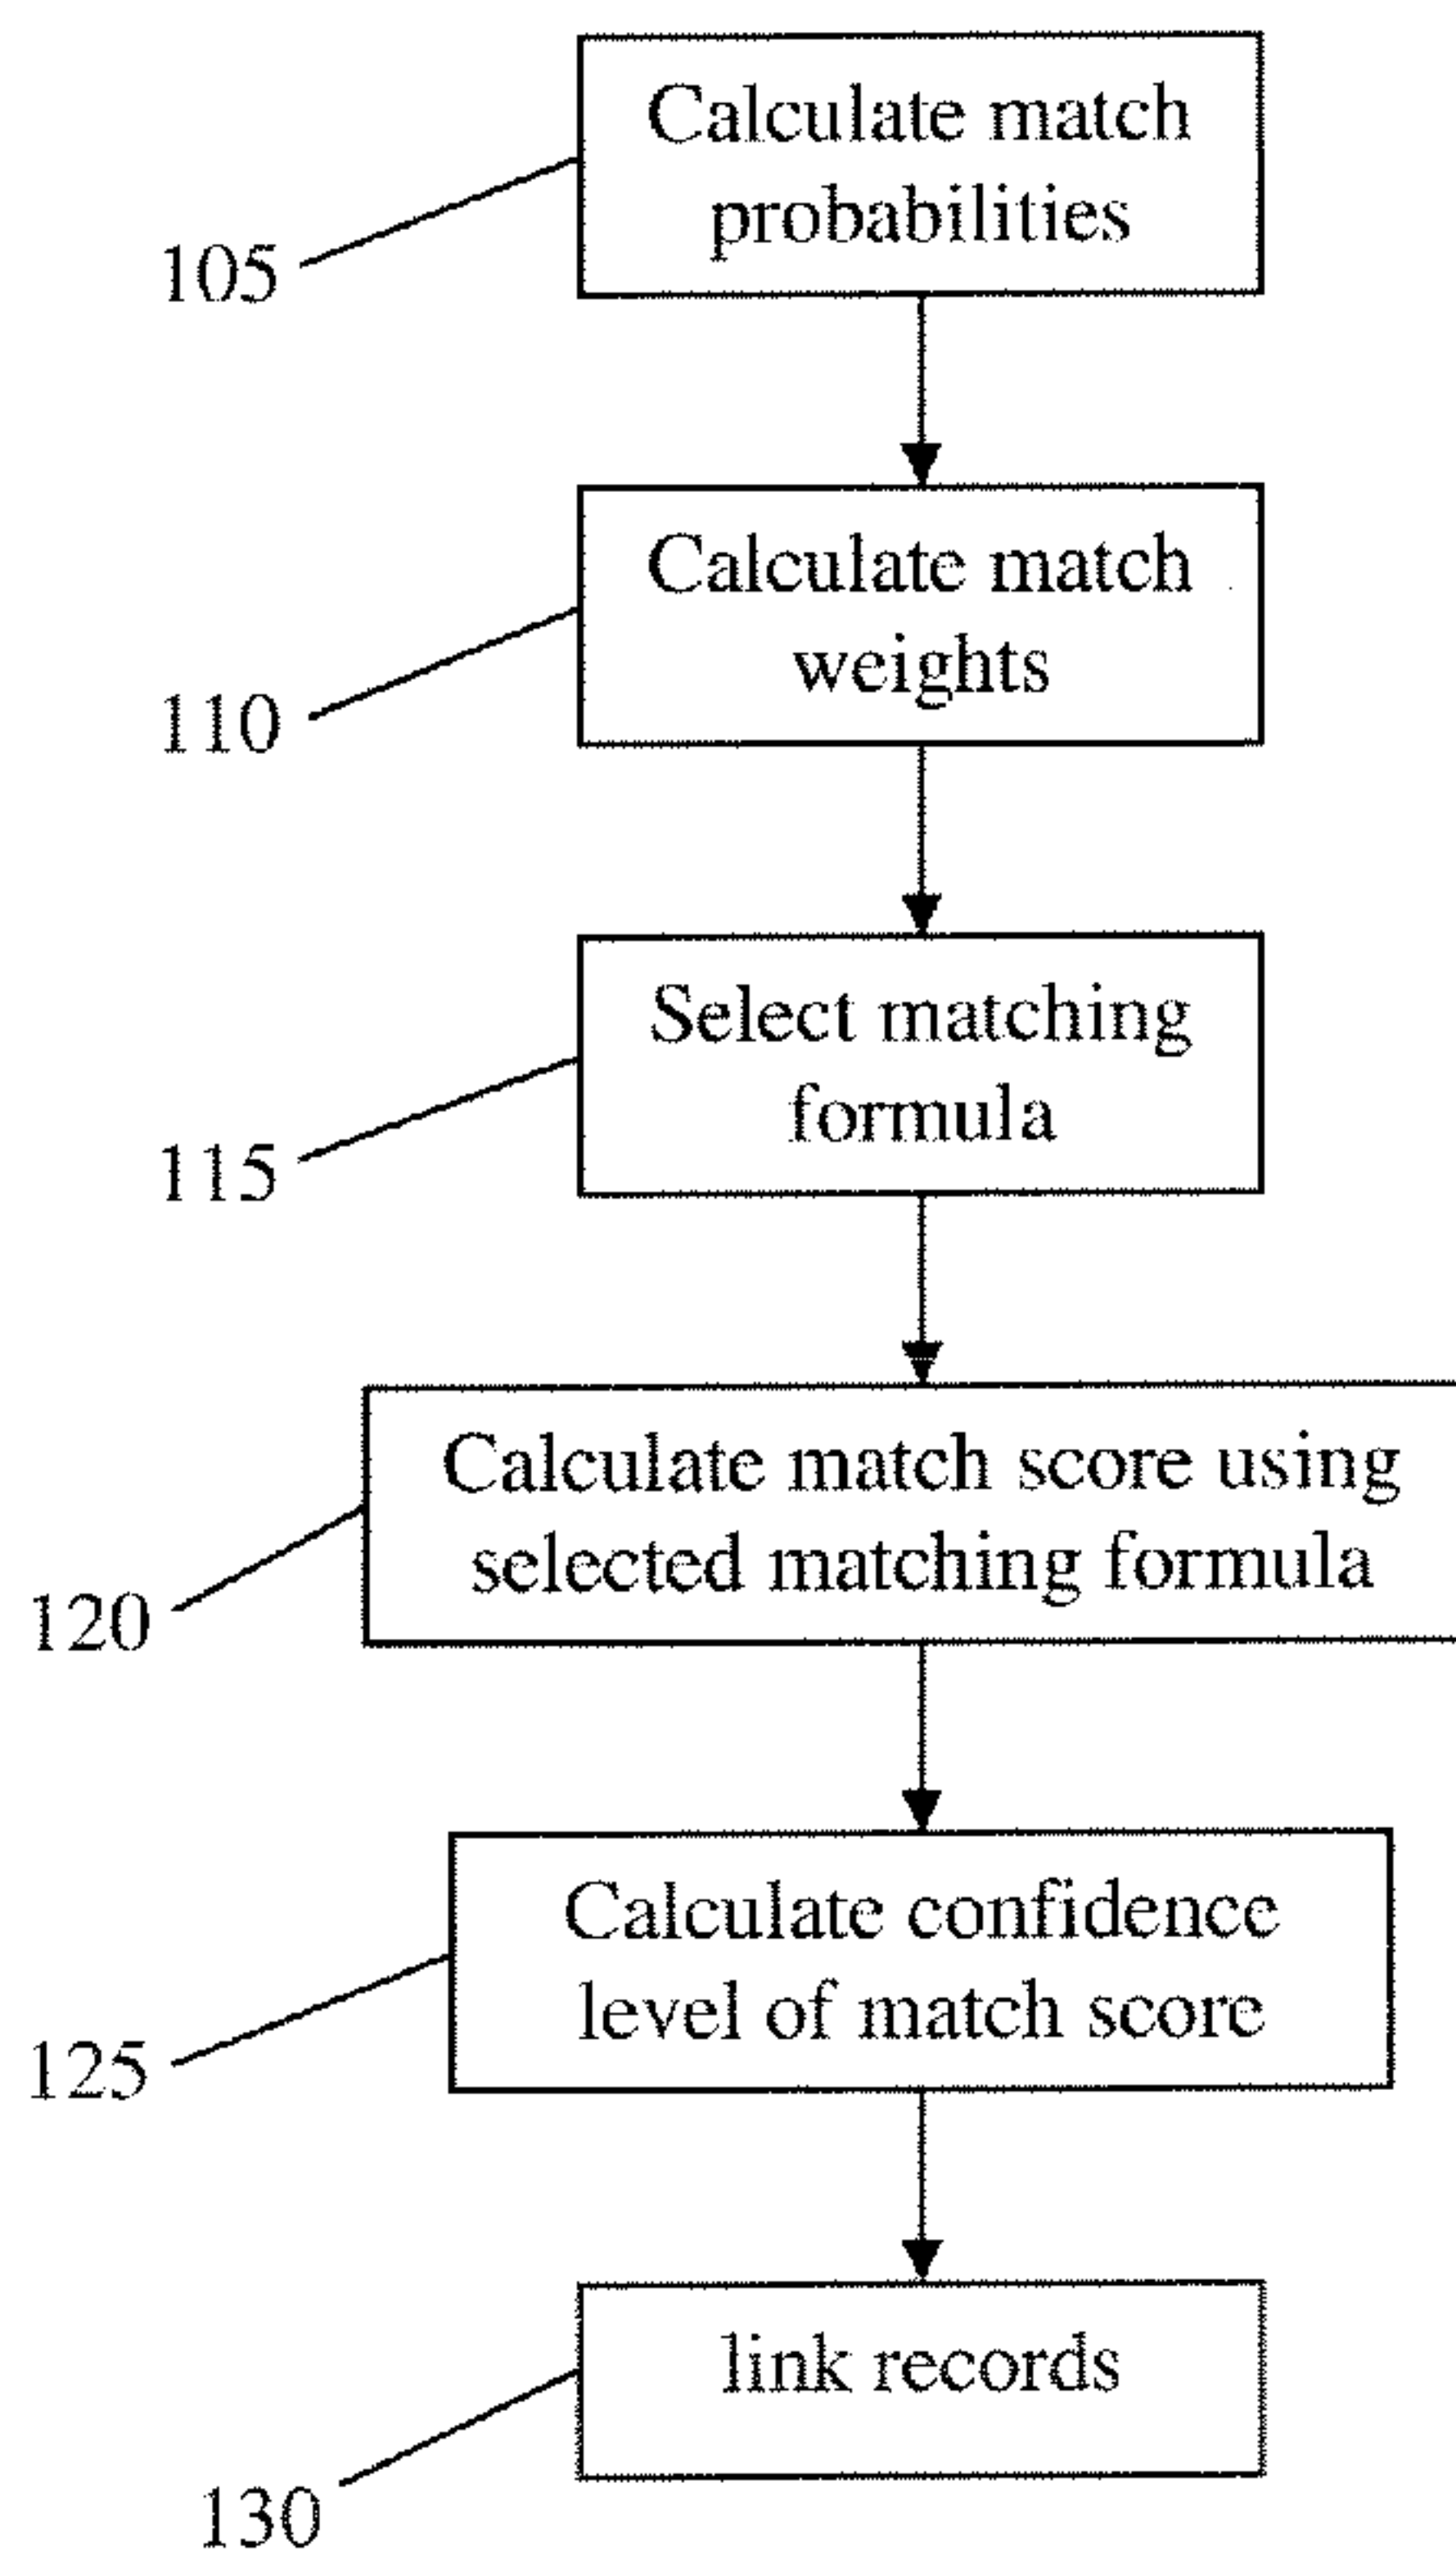 Calculate match
probabilities
105
Calculate match
weights
110
Select matching
formula
115
Calculate match score using
selected matching formula
120
Calculate confidence
level of match score
125
link records
130